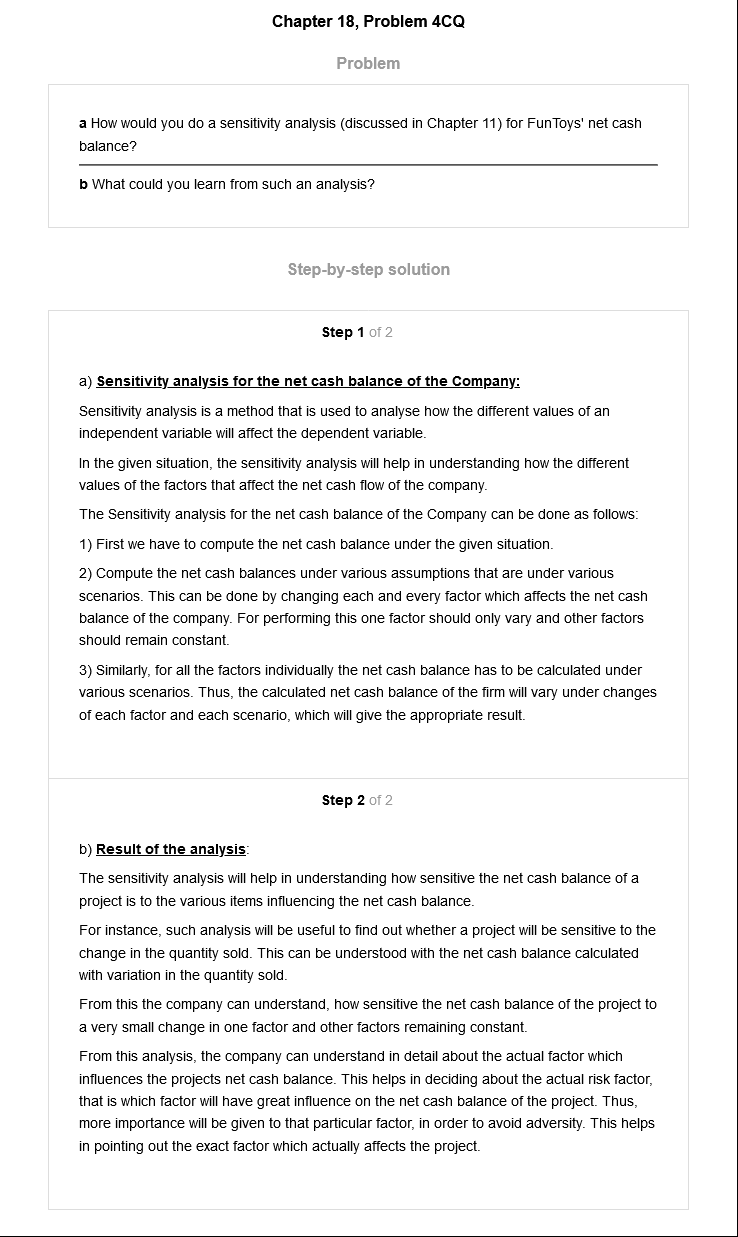 Chapter 18, Problem 4CQ
Problem
a How would you do a sensitivity analysis (discussed in Chapter 11) for FunToys' net cash
balance?
b What could you learn from such an analysis?
Step-by-step solution
Step 1 of 2
a) Sensitivity analysis for the net cash balance of the Company:
Sensitivity analysis is a method that is used to analyse how the different values of an
independent variable will affect the dependent variable.
In the given situation, the sensitivity analysis will help in understanding how the different
values of the factors that affect the net cash flow of the company.
The Sensitivity analysis for the net cash balance of the Company can be done as follows:
1) First we have to compute the net cash balance under the given situation.
2) Compute the net cash balances under various assumptions that are under various
scenarios. This can be done by changing each and every factor which affects the net cash
balance of the company. For performing this one factor should only vary and other factors
should remain constant.
3) Similarly, for all the factors individually the net cash balance has to be calculated under
various scenarios. Thus, the calculated net cash balance of the firm will vary under changes
of each factor and each scenario, which will give the appropriate result.
Step 2 of 2
b) Result of the analysis:
The sensitivity analysis will help in understanding how sensitive the net cash balance of a
project is to the various items influencing the net cash balance.
For instance, such analysis will be useful to find out whether a project will be sensitive to the
change in the quantity sold. This can be understood with the net cash balance calculated
with variation in the quantity sold.
From this the company can understand, how sensitive the net cash balance of the project to
a very small change in one factor and other factors remaining constant.
From this analysis, the company can understand in detail about the actual factor which
influences the projects net cash balance. This helps in deciding about the actual risk factor,
that is which factor will have great influence on the net cash balance of the project. Thus,
more importance will be given to that particular factor, in order to avoid adversity. This helps
in pointing out the exact factor which actually affects the project.